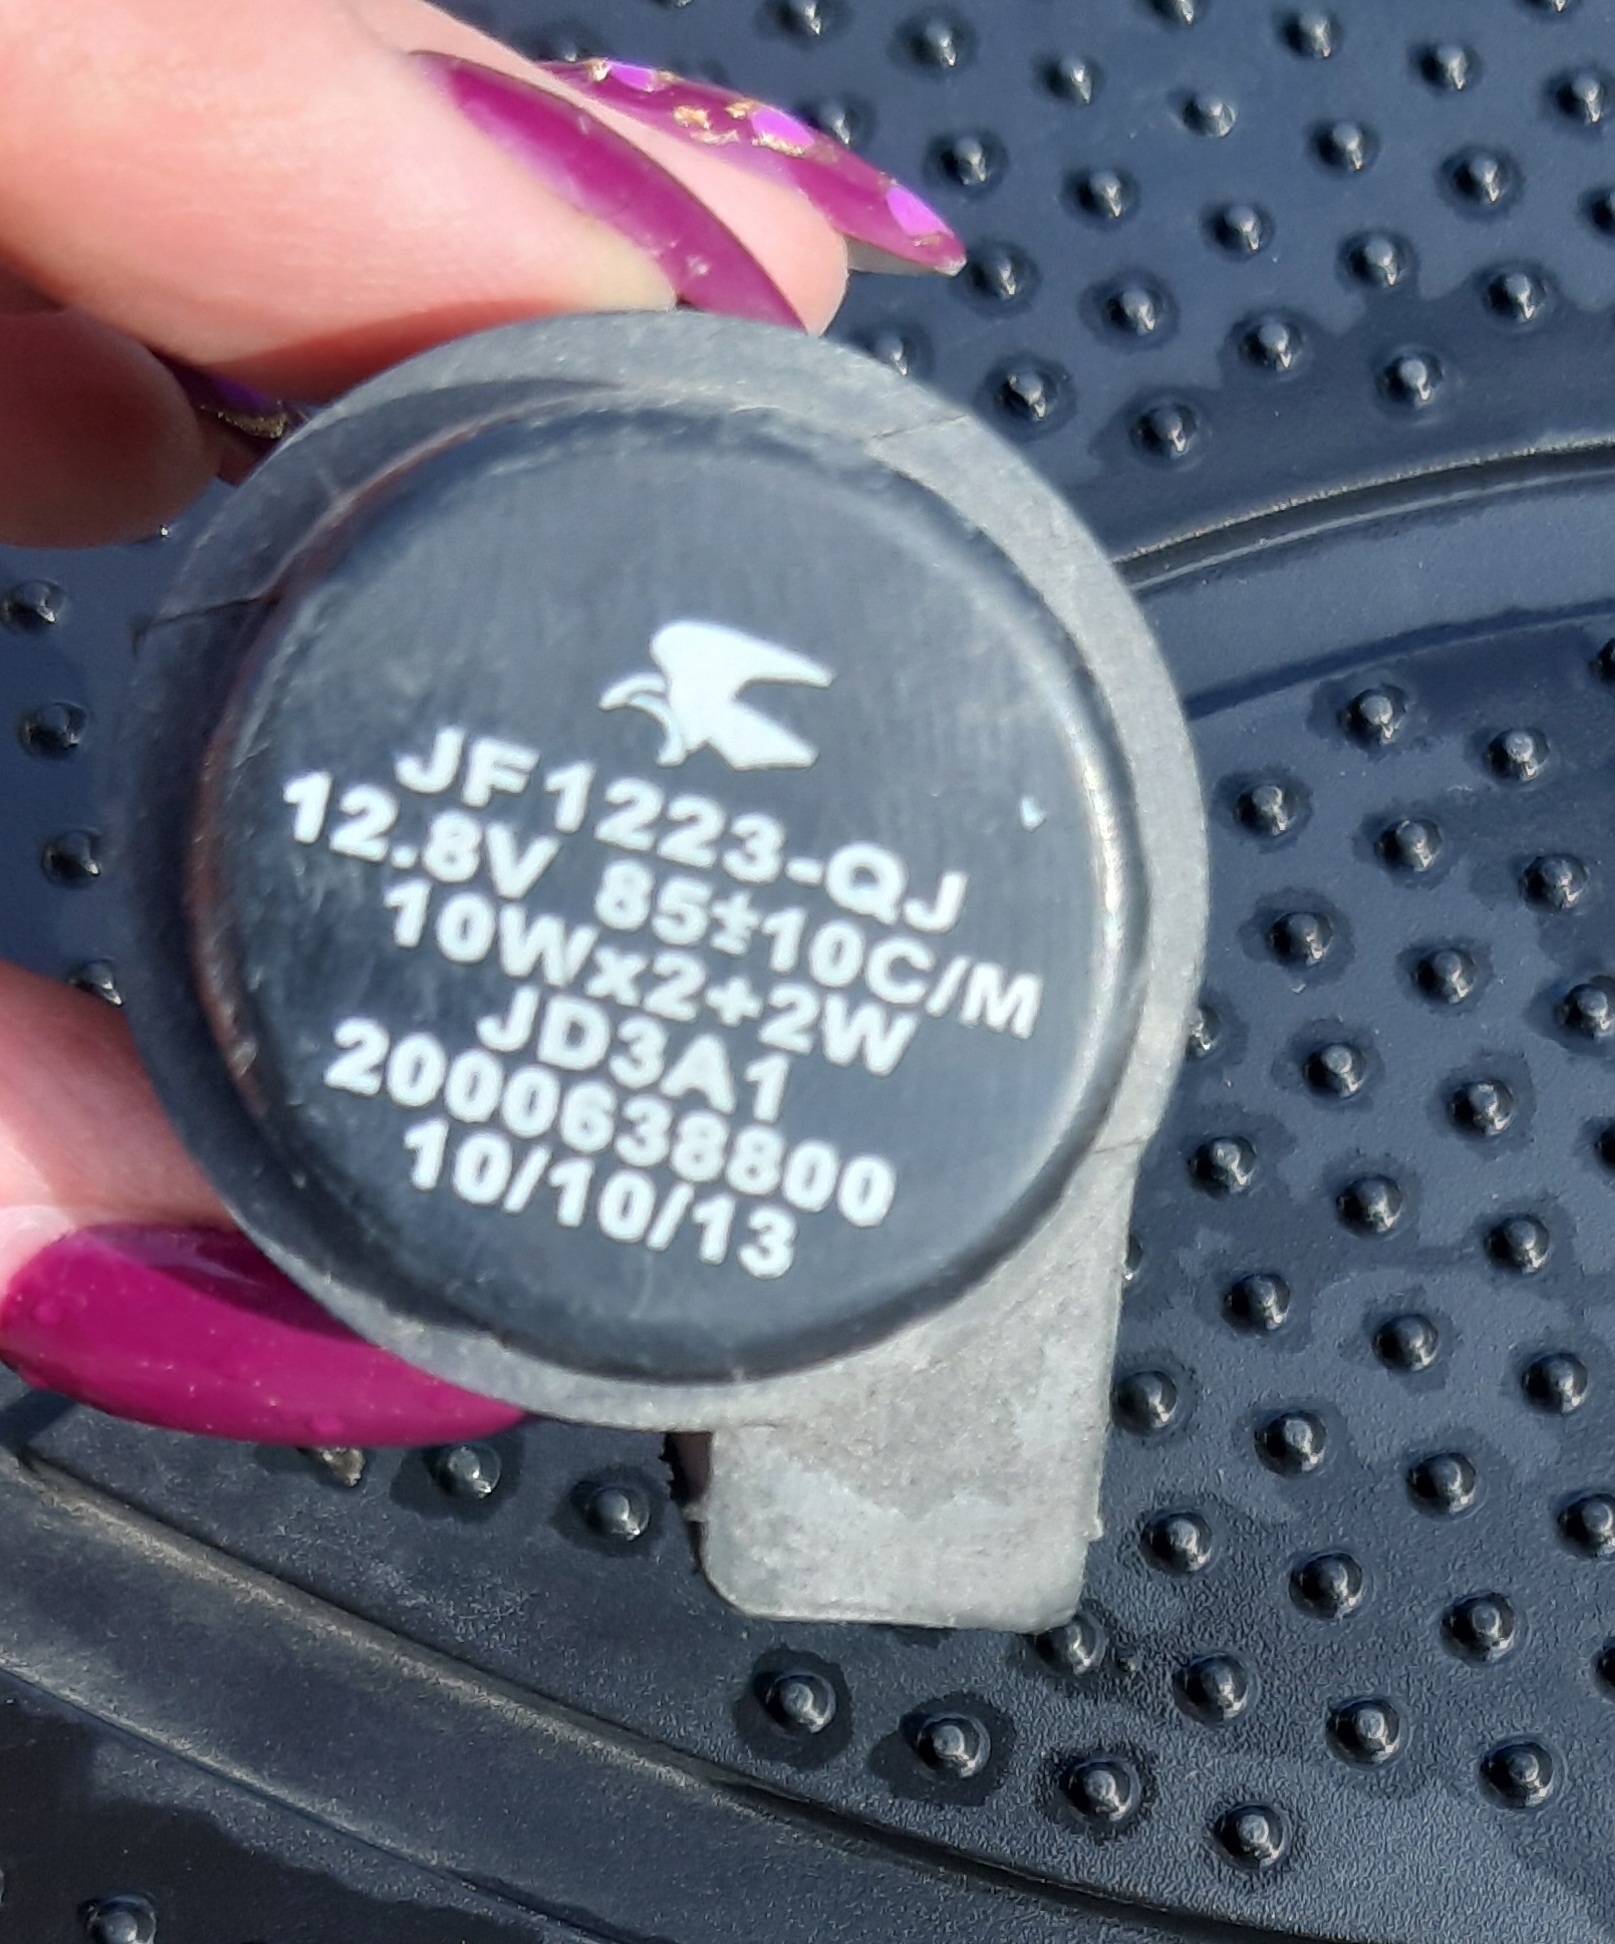 JF1223-QJ
12.8V 85±10C/M
10Wx2+2W
JD3A1
2000638800
10/10/13